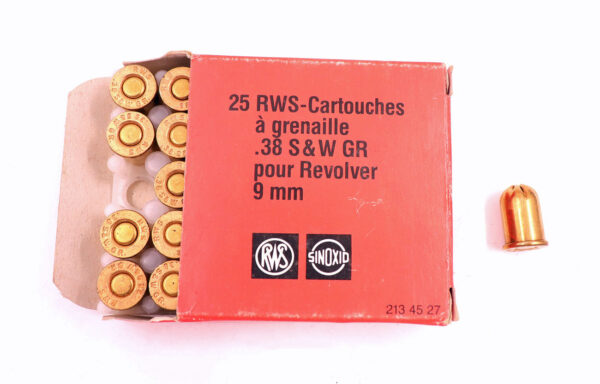 25 RWS-Cartouches
à grenaille
.38 S&W GR
pour Revolver
9 mm
RWS
SINOXID
213 45 27